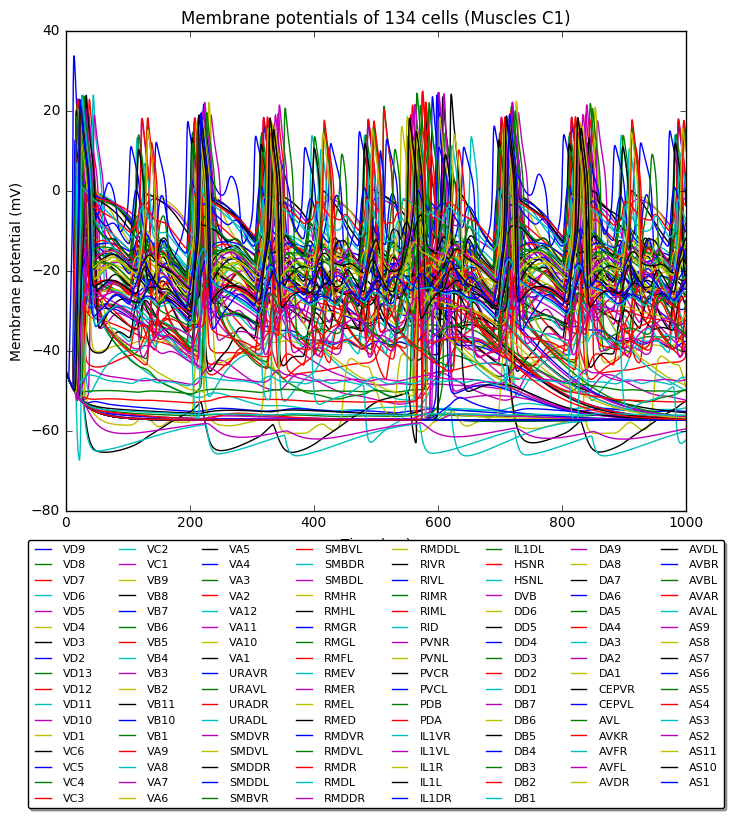 Membrane potentials of 134 cells (Muscles C1)
Membrane potential (mV)
40
20
0
−20
−40
−60
−80
0 200 400 600 800 1000
VD9 VC2 VA5 SMBVL RMDDL IL1DL DA9 AVDL
VD8 VC1 VA4 SMBDR RIVR HSNR DA8 AVBR
VD7 VB9 VA3 SMBDL RIVL HSNL DA7 AVBL
VD6 VB8 VA2 RMHR RIMR DVB DA6 AVAR
VD5 VB7 VA12 RMHL RIML DD6 DA5 AVAL
VD4 VB6 VA11 RMGR RID DD5 DA4 AS9
VD3 VB5 VA10 RMGL PVNR DD4 DA3 AS8
VD2 VB4 VA1 RMFL PVNL DD3 DA2 AS7
VD13 VB3 URAVR RMEV PVCR DD2 DA1 AS6
VD12 VB2 URAVL RMER PVCL DD1 CEPVR AS5
VD11 VB11 URADR RMEL PDB DB7 CEPVL AS4
VD10 VB10 URADL RMED PDA DB6 AVL AS3
VD1 VB1 SMDVR RMDVR IL1VR DB5 AVKR AS2
VC6 VA9 SMDVL RMDVL IL1VL DB4 AVFR AS11
VC5 VA8 SMDDR RMDR IL1R DB3 AVFL AS10
VC4 VA7 SMDDL RMDL IL1L DB2 AVDR AS1
VC3 VA6 SMBVR RMDDR IL1DR DB1